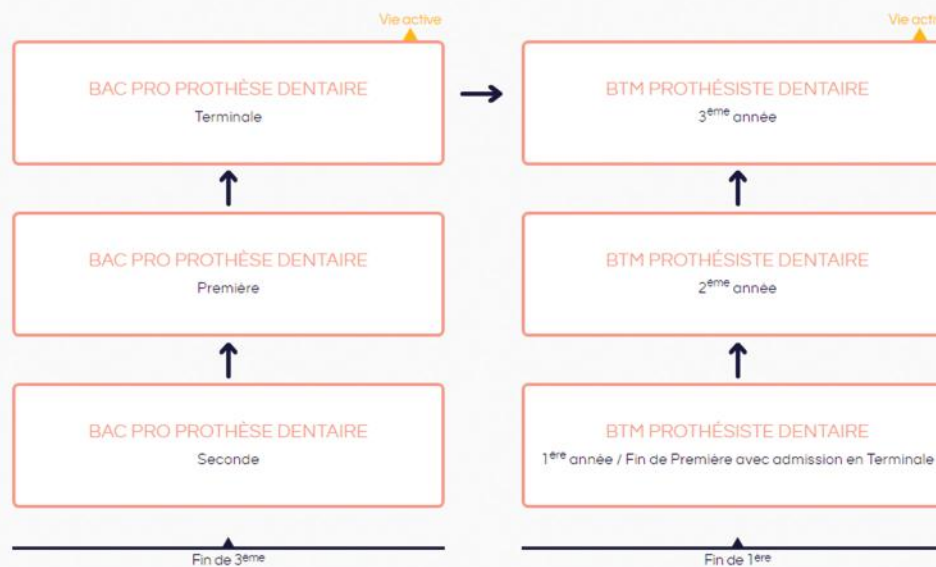 Vie active
BAC PRO PROTHÈSE DENTAIRE
Terminale
BAC PRO PROTHÈSE DENTAIRE
Première
BAC PRO PROTHÈSE DENTAIRE
Seconde
Fin de 3ème
Vie acti
BTM PROTHÉSISTE DENTAIRE
3ème année
BTM PROTHÉSISTE DENTAIRE
2ème année
BTM PROTHÉSISTE DENTAIRE
1ère année / Fin de Première avec admission en Terminale
Fin de 1ère